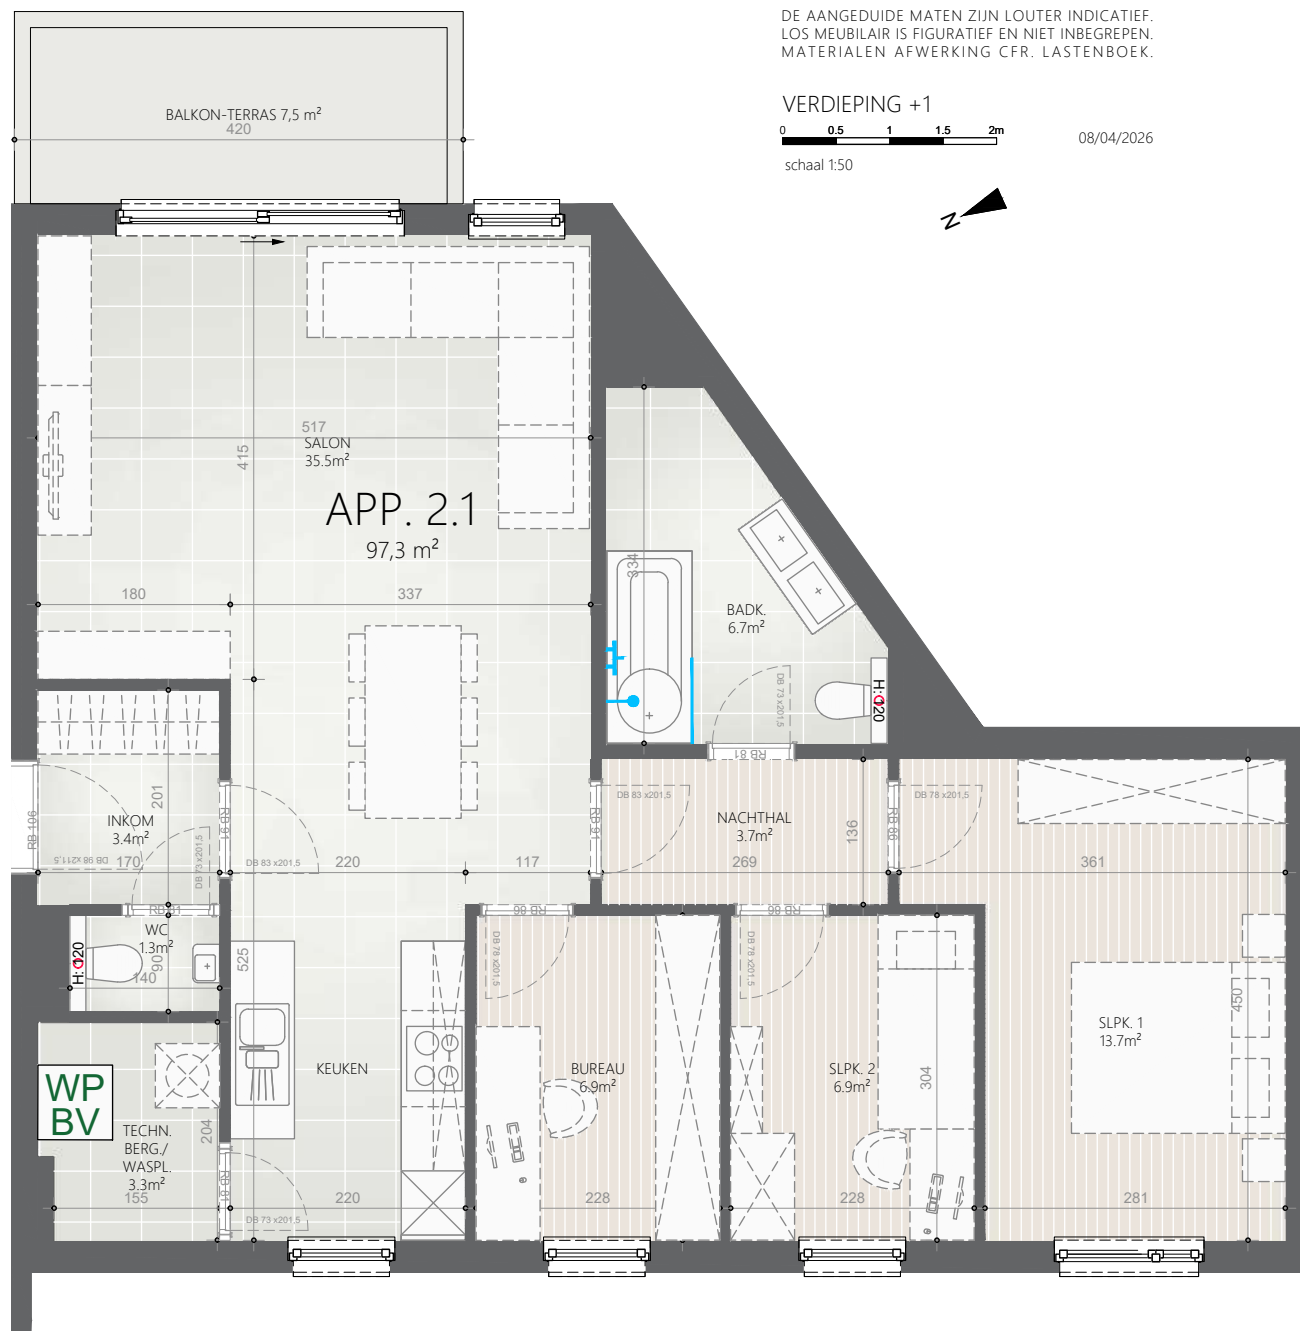 DE AANGEDUIDE MATEN ZIJN LOUTER INDICATIEF.
LOS MEUBILAIR IS FIGURATIEF EN NIET INBEGREPEN.
MATERIALEN AFWERKING CFR. LASTENBOEK.
VERDIEPING +1
0 0.5 1 1.5 2m
schaal 1:50
08/04/2026
N
BALKON-TERRAS 7,5 m²
420
517
SALON
35.5m²
415
APP. 2.1
97,3 m²
180
337
334
BADK.
6.7m²
DB 73 x201,5
H: 120
RB 81
INKOM
3.4m²
201
170
RB 106
DB 98 x211,5
DB 73 x201,5
RB 91
DB 83 x201,5
220
117
RB 91
DB 83 x201,5
NACHTHAL
3.7m²
269
136
RB 86
DB 78 x201,5
361
RB 81
WC
1.3m²
90
140
H: 120
525
RB 86
DB 78 x201,5
RB 86
DB 78 x201,5
KEUKEN
BUREAU
6.9m²
SLPK. 2
6.9m²
304
SLPK. 1
13.7m²
450
WP
BV
TECHN.
BERG./
WASPL.
3.3m²
204
155
RB 81
DB 73 x201,5
220
228
228
281